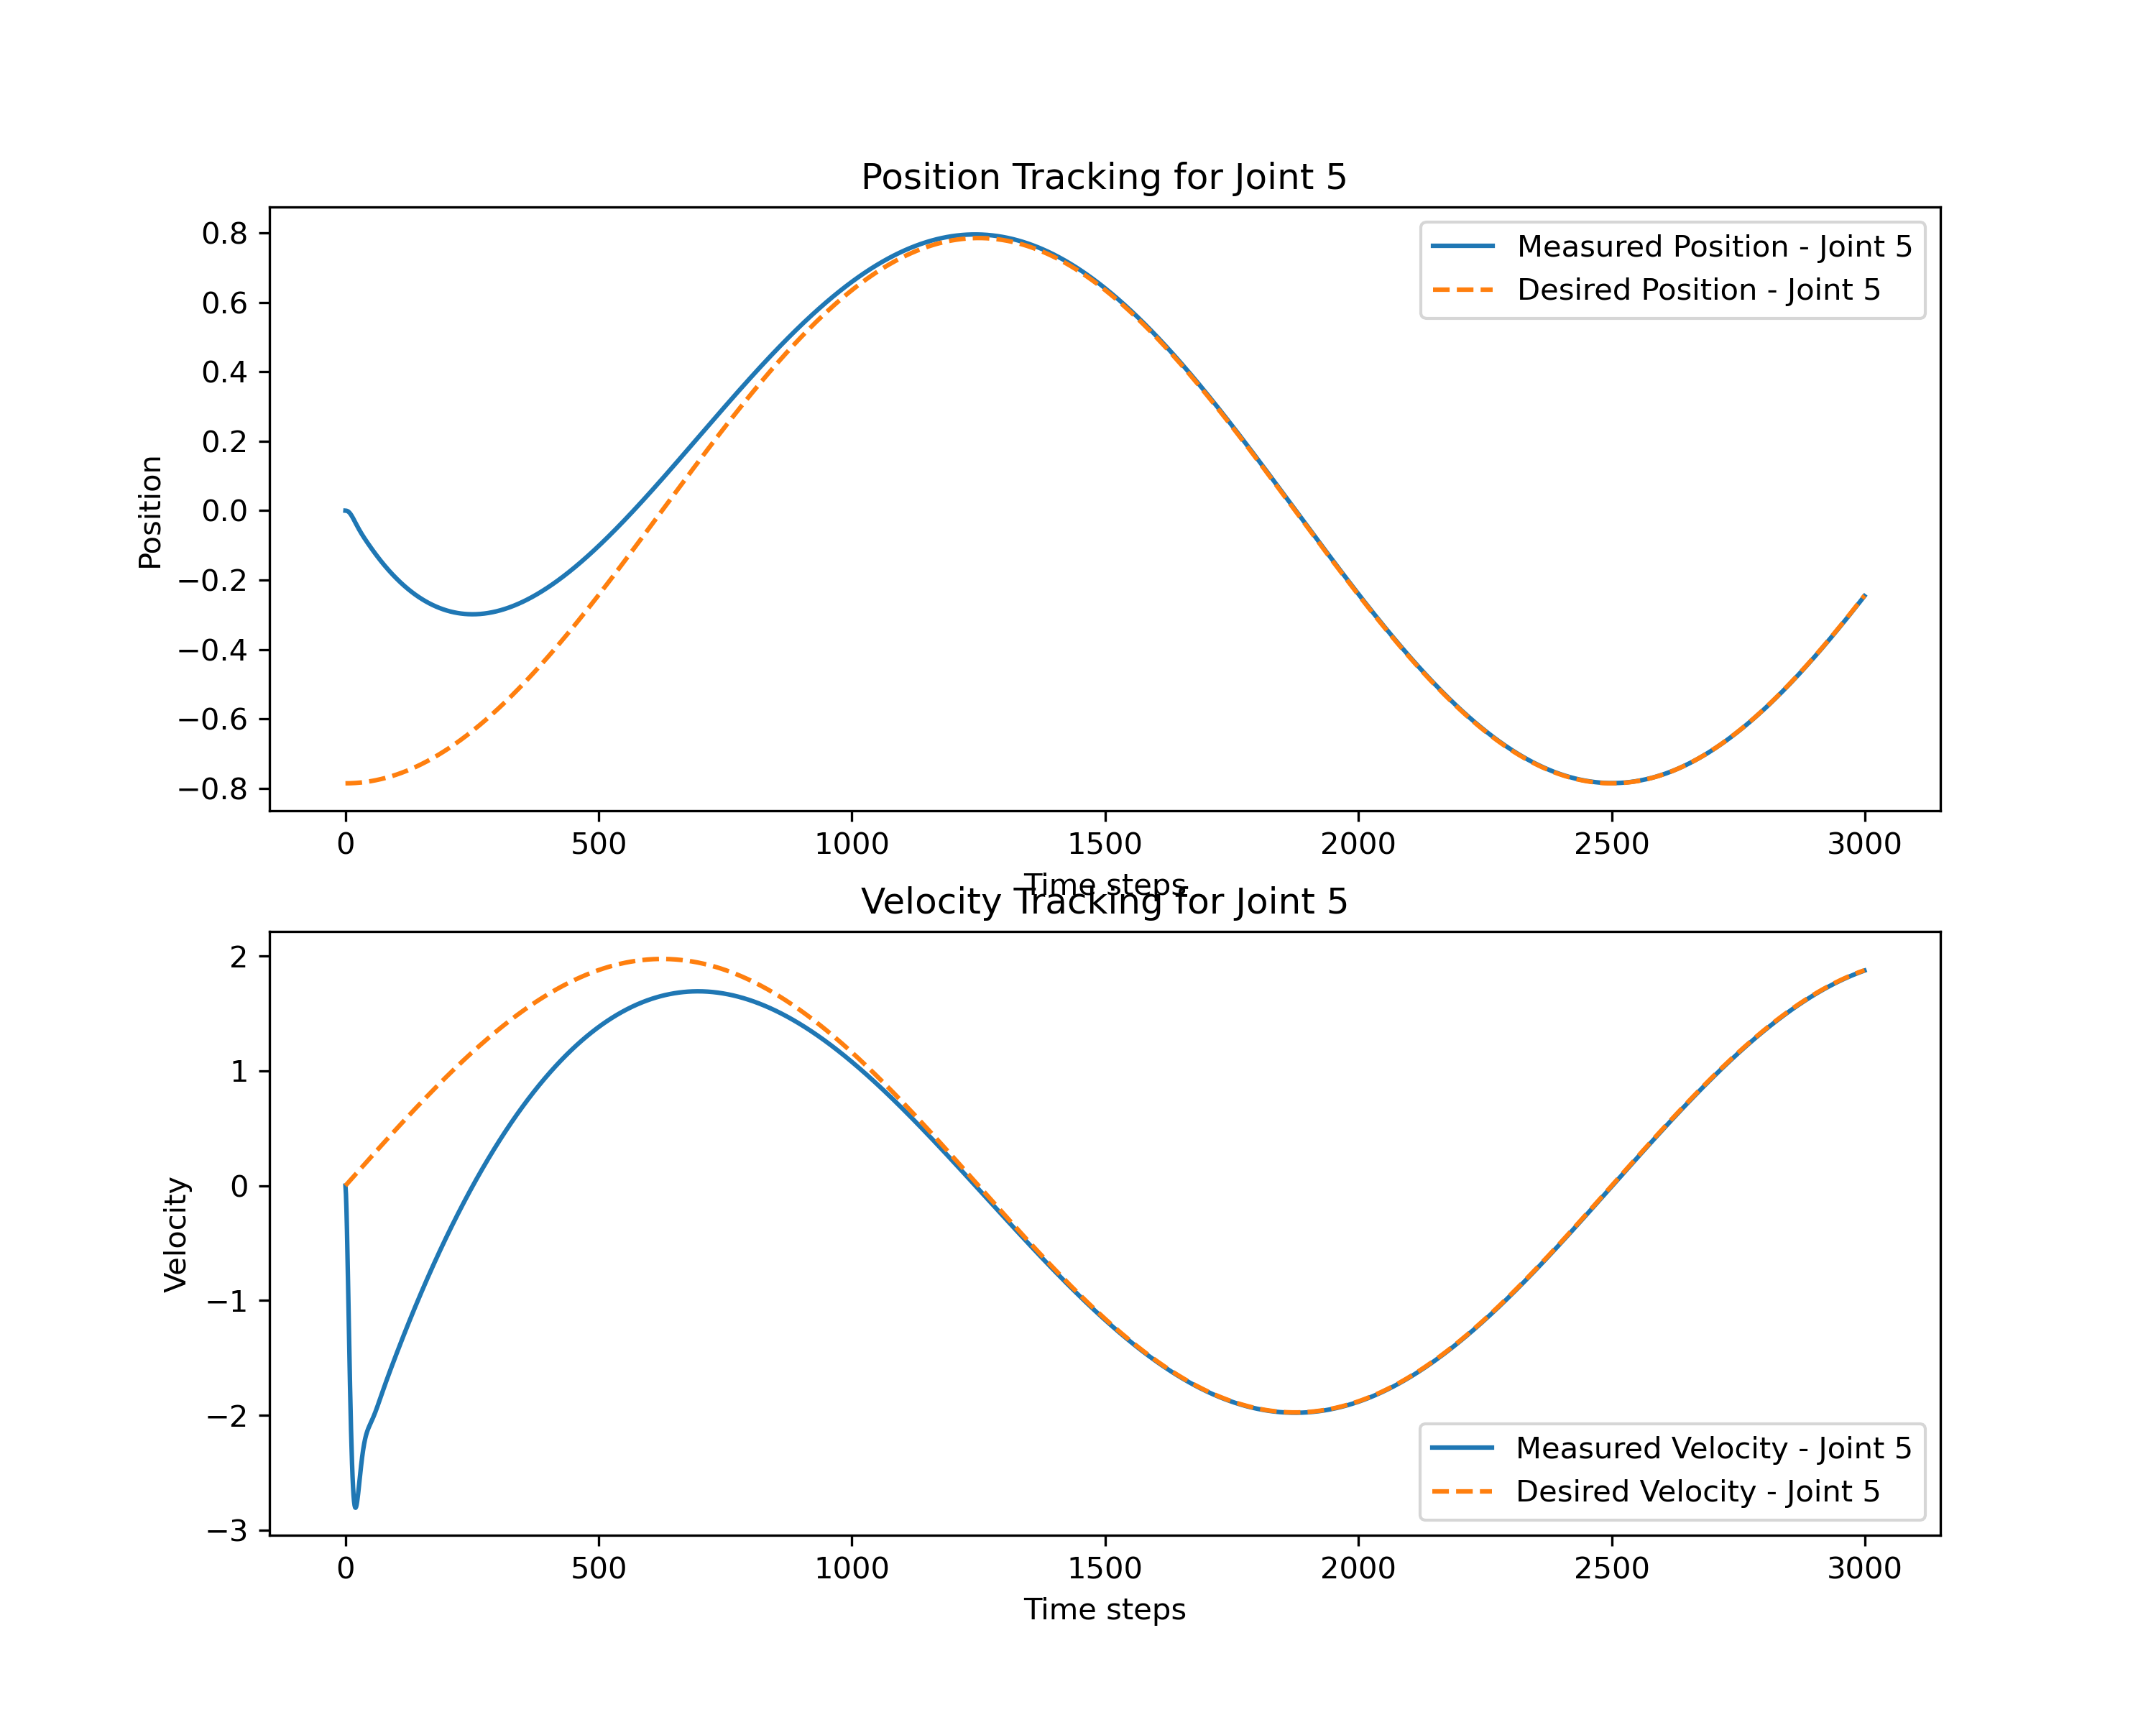 Position Tracking for Joint 5
Measured Position - Joint 5
Desired Position - Joint 5
0.8
0.6
0.4
0.2
0.0
−0.2
−0.4
−0.6
−0.8
Position
0 500 1000 1500 2000 2500 3000
Time steps
Velocity Tracking for Joint 5
2
1
0
−1
−2
−3
Velocity
Measured Velocity - Joint 5
Desired Velocity - Joint 5
0 500 1000 1500 2000 2500 3000
Time steps